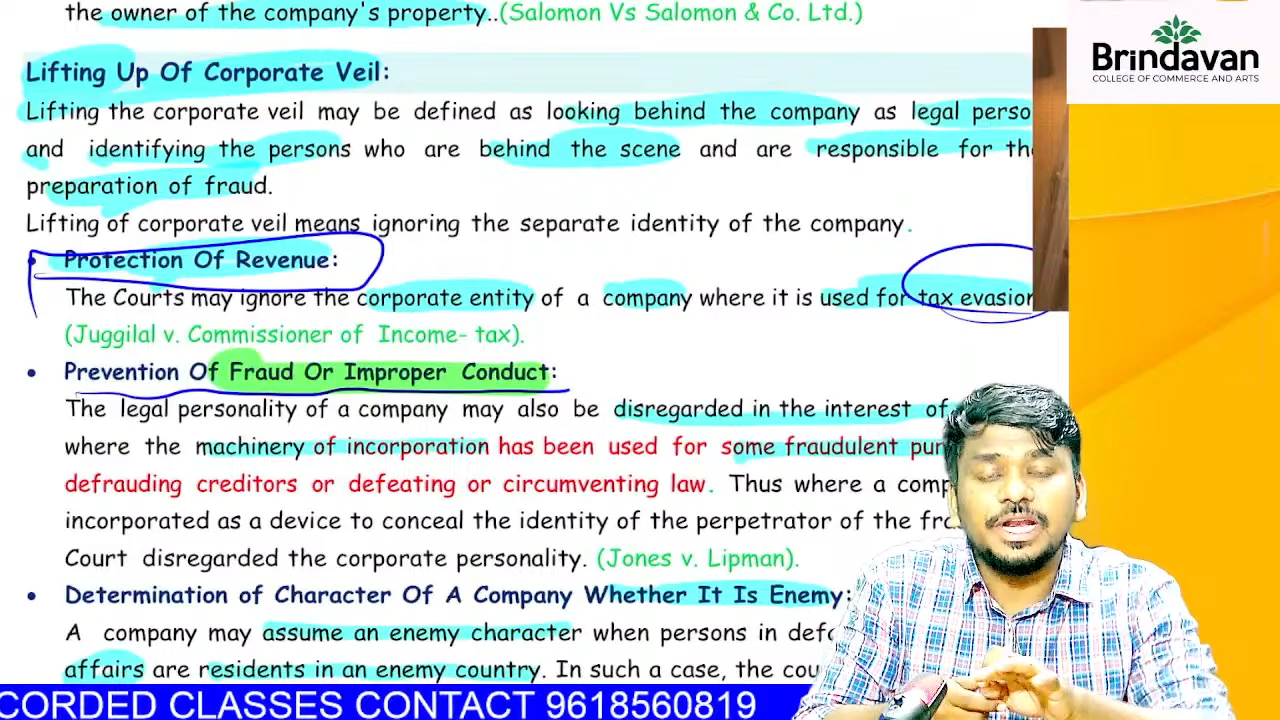 the owner of the company's property..(Salomon Vs Salomon & Co. Ltd.)
Brindavan
COLLEGE OF COMMERCE AND ARTS
Lifting Up Of Corporate Veil:
Lifting the corporate veil may be defined as looking behind the company as legal perso
and identifying the persons who are behind the scene and are responsible for the
preparation of fraud.
Lifting of corporate veil means ignoring the separate identity of the company.
• Protection Of Revenue:
The Courts may ignore the corporate entity of a company where it is used for tax evasion
(Juggilal v. Commissioner of Income- tax).
• Prevention Of Fraud Or Improper Conduct:
The legal personality of a company may also be disregarded in the interest of
where the machinery of incorporation has been used for some fraudulent pur
defrauding creditors or defeating or circumventing law. Thus where a comp
incorporated as a device to conceal the identity of the perpetrator of the fra
Court disregarded the corporate personality. (Jones v. Lipman).
• Determination of Character Of A Company Whether It Is Enemy:
A company may assume an enemy character when persons in def
affairs are residents in an enemy country. In such a case, the cou
CORDED CLASSES CONTACT 9618560819